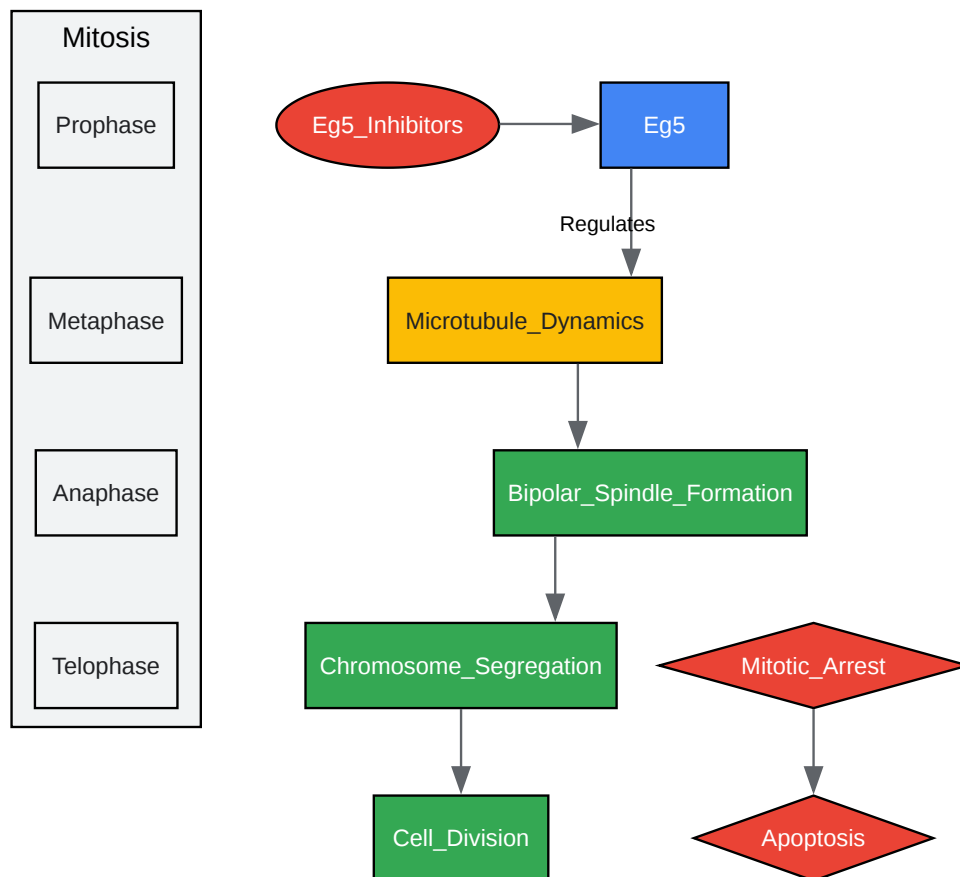 Mitosis
Prophase
Eg5_Inhibitors
Eg5
Regulates
Metaphase
Microtubule_Dynamics
Anaphase
Bipolar_Spindle_Formation
Telophase
Chromosome_Segregation
Mitotic_Arrest
Cell_Division
Apoptosis